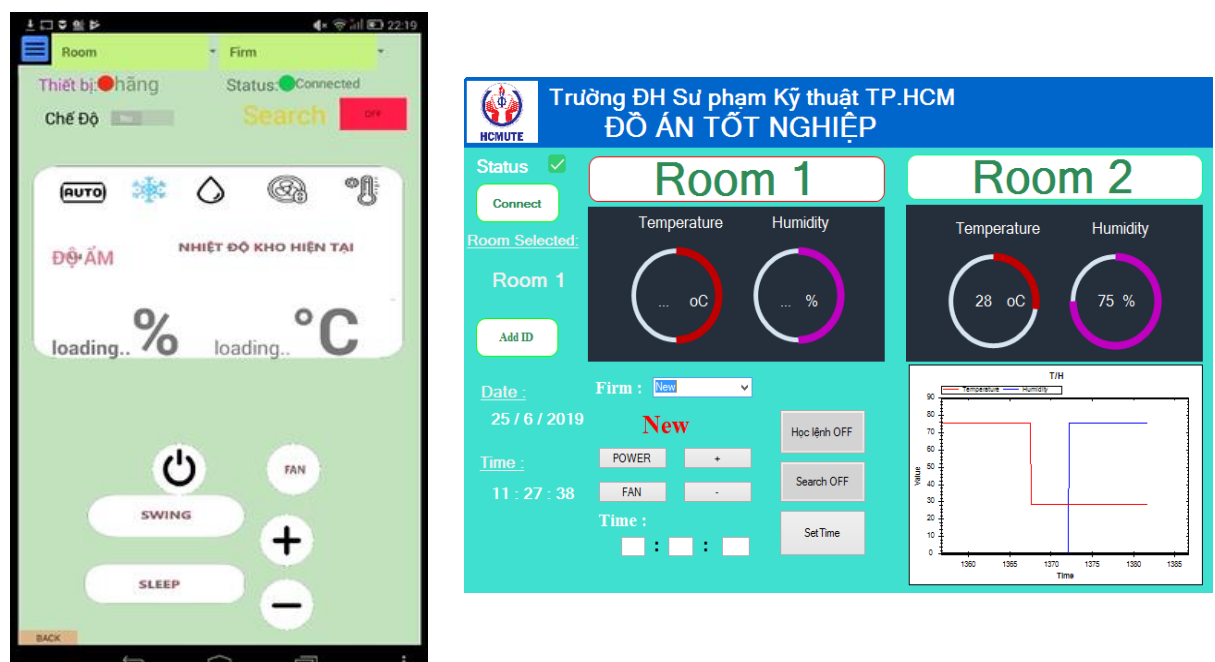 22:19
Room Firm
Thiết bị: hãng Status: Connected
Chế Độ No Search OFF
AUTO
ĐỘ ẨM NHIỆT ĐỘ KHO HIỆN TẠI
loading.. % loading.. °C
FAN
SWING
+
SLEEP
−
BACK
HCMUTE
Trường ĐH Sư phạm Kỹ thuật TP.HCM
ĐỒ ÁN TỐT NGHIỆP
Status
Connect
Room Selected:
Room 1
Add ID
Date :
25 / 6 / 2019
Time :
11 : 27 : 38
Room 1
Temperature Humidity
... oC ... %
Firm : New
New
POWER +
FAN -
Time :
: :
Học lệnh OFF
Search OFF
Set Time
Room 2
Temperature Humidity
28 oC 75 %
T/H
Temperature Humidity
90
80
70
60
50
40
30
20
10
0
Value
1360 1365 1370 1375 1380 1385
Time